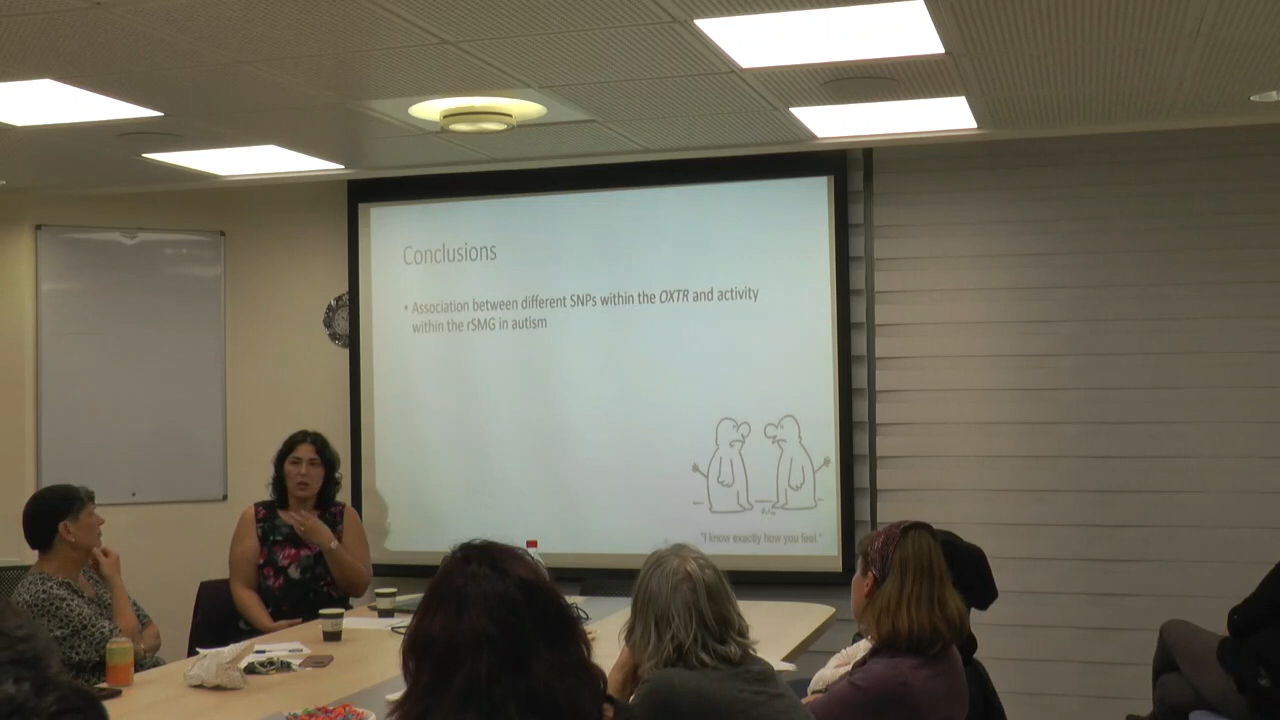 Conclusions
• Association between different SNPs within the OXTR and activity
within the rSMG in autism
"I know exactly how you feel."